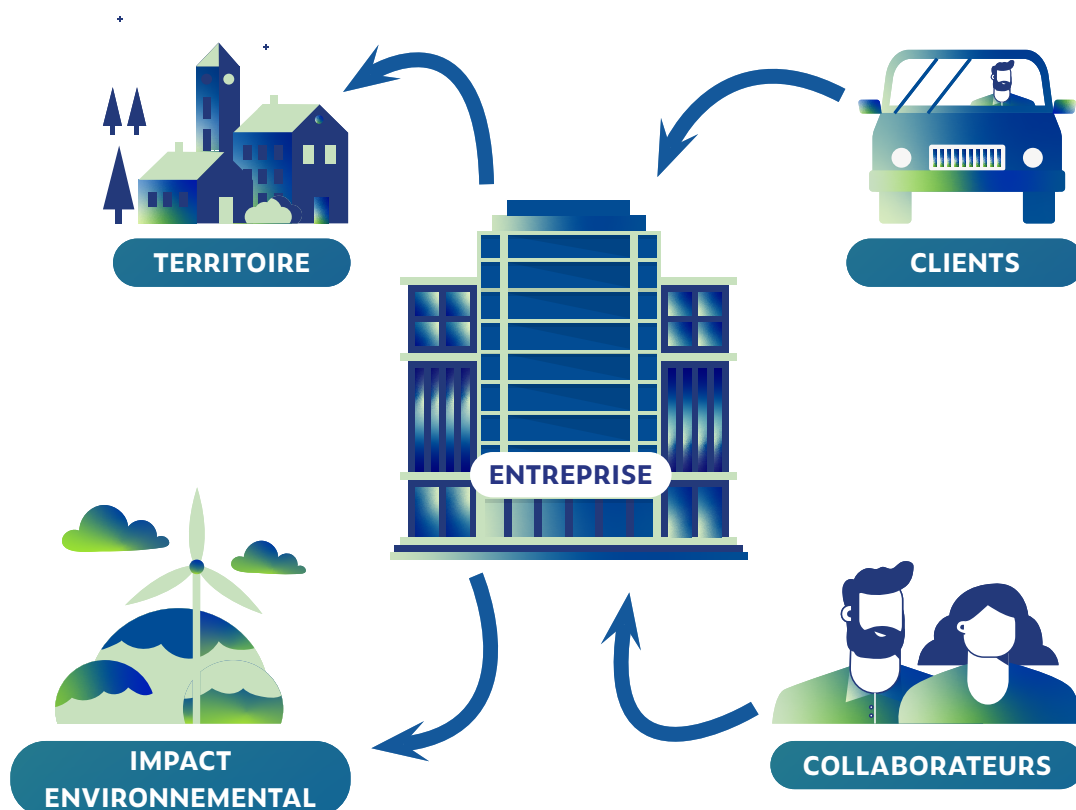 TERRITOIRE
CLIENTS
ENTREPRISE
IMPACT
ENVIRONNEMENTAL
COLLABORATEURS